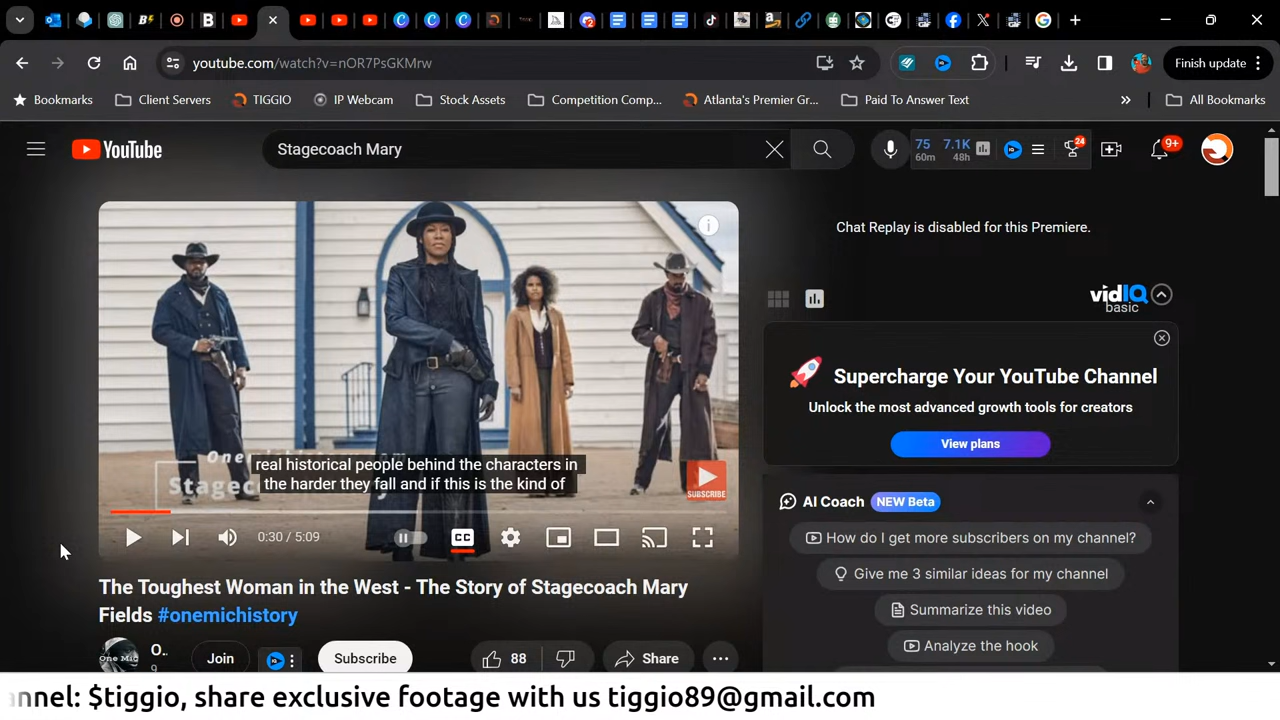 youtube.com/watch?v=nOR7PsGKMrw
Finish update
Bookmarks
Client Servers
TIGGIO
IP Webcam
Stock Assets
Competition Comp...
Atlanta's Premier Gr...
Paid To Answer Text
»
All Bookmarks
YouTube
Stagecoach Mary
75
60m
7.1K
48h
24
9+
Chat Replay is disabled for this Premiere.
vidIQ
basic
Supercharge Your YouTube Channel
Unlock the most advanced growth tools for creators
View plans
real historical people behind the characters in
the harder they fall and if this is the kind of
SUBSCRIBE
0:30 / 5:09
CC
AI Coach NEW Beta
How do I get more subscribers on my channel?
Give me 3 similar ideas for my channel
Summarize this video
Analyze the hook
The Toughest Woman in the West - The Story of Stagecoach Mary
Fields #onemichistory
One Mic
O..
Join
Subscribe
88
Share
annel: $tiggio, share exclusive footage with us tiggio89@gmail.com